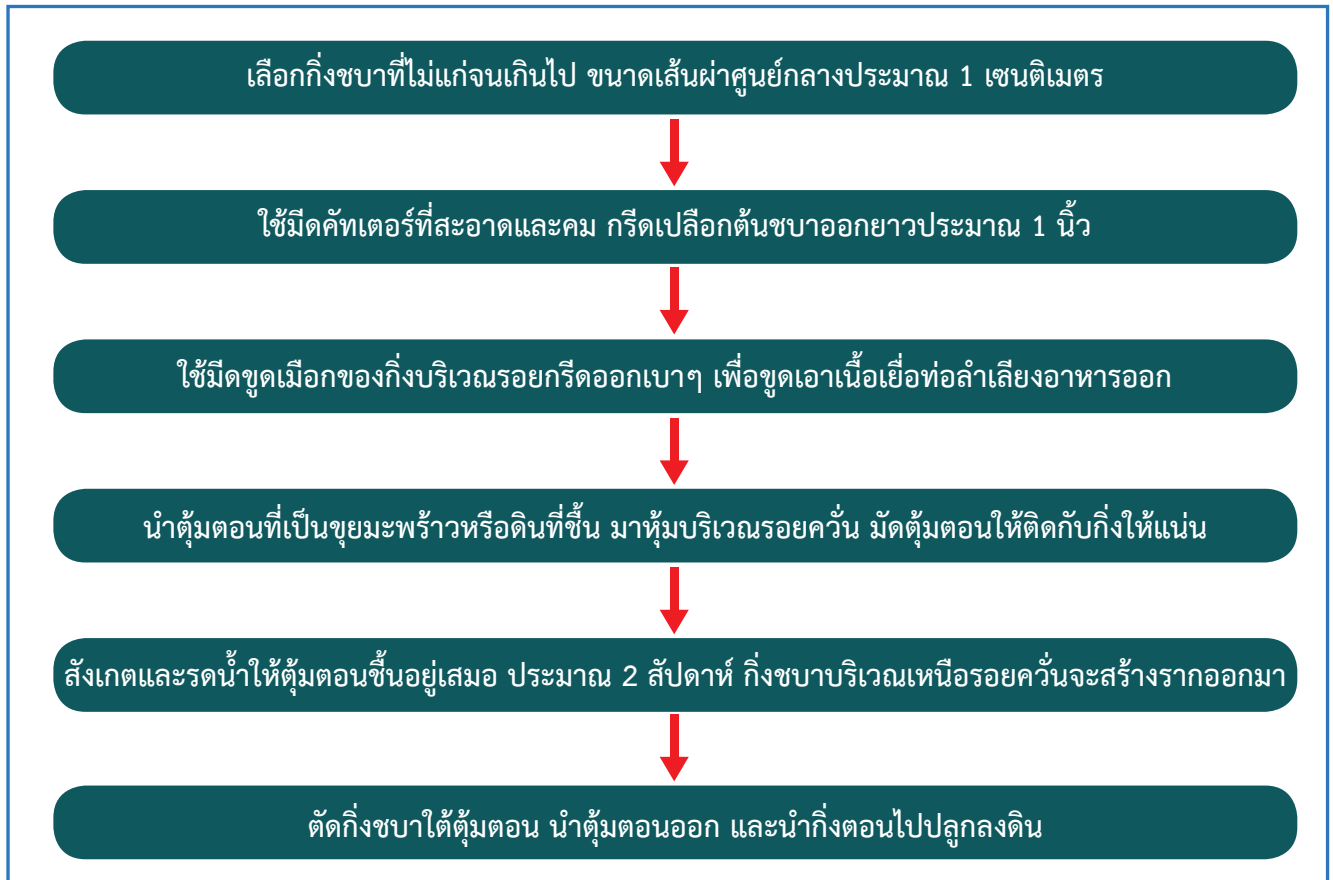 เลือกกิ่งชบาที่ไม่แก่จนเกินไป ขนาดเส้นผ่าศูนย์กลางประมาณ 1 เซนติเมตร
ใช้มีดคัทเตอร์ที่สะอาดและคม กรีดเปลือกต้นชบาออกยาวประมาณ 1 นิ้ว
ใช้มีดขูดเมือกของกิ่งบริเวณรอยกรีดออกเบาๆ เพื่อขูดเอาเนื้อเยื่อท่อลำเลียงอาหารออก
นำตุ้มตอนที่เป็นขุยมะพร้าวหรือดินที่ชื้น มาหุ้มบริเวณรอยควั่น มัดตุ้มตอนให้ติดกับกิ่งให้แน่น
สังเกตและรดน้ำให้ตุ้มตอนชื้นอยู่เสมอ ประมาณ 2 สัปดาห์ กิ่งชบาบริเวณเหนือรอยควั่นจะสร้างรากออกมา
ตัดกิ่งชบาใต้ตุ้มตอน นำตุ้มตอนออก และนำกิ่งตอนไปปลูกลงดิน